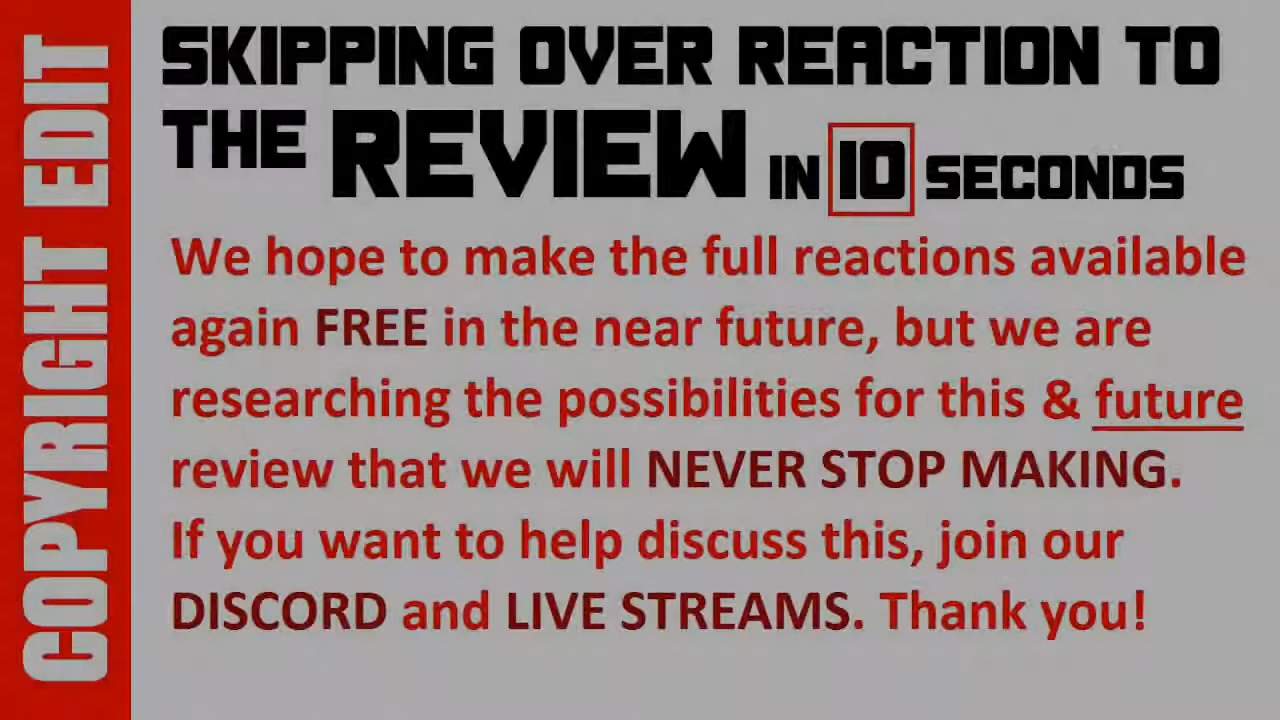 COPYRIGHT EDIT
SKIPPING OVER REACTION TO
THE REVIEW IN 10 SECONDS
We hope to make the full reactions available
again FREE in the near future, but we are
researching the possibilities for this & future
review that we will NEVER STOP MAKING.
If you want to help discuss this, join our
DISCORD and LIVE STREAMS. Thank you!